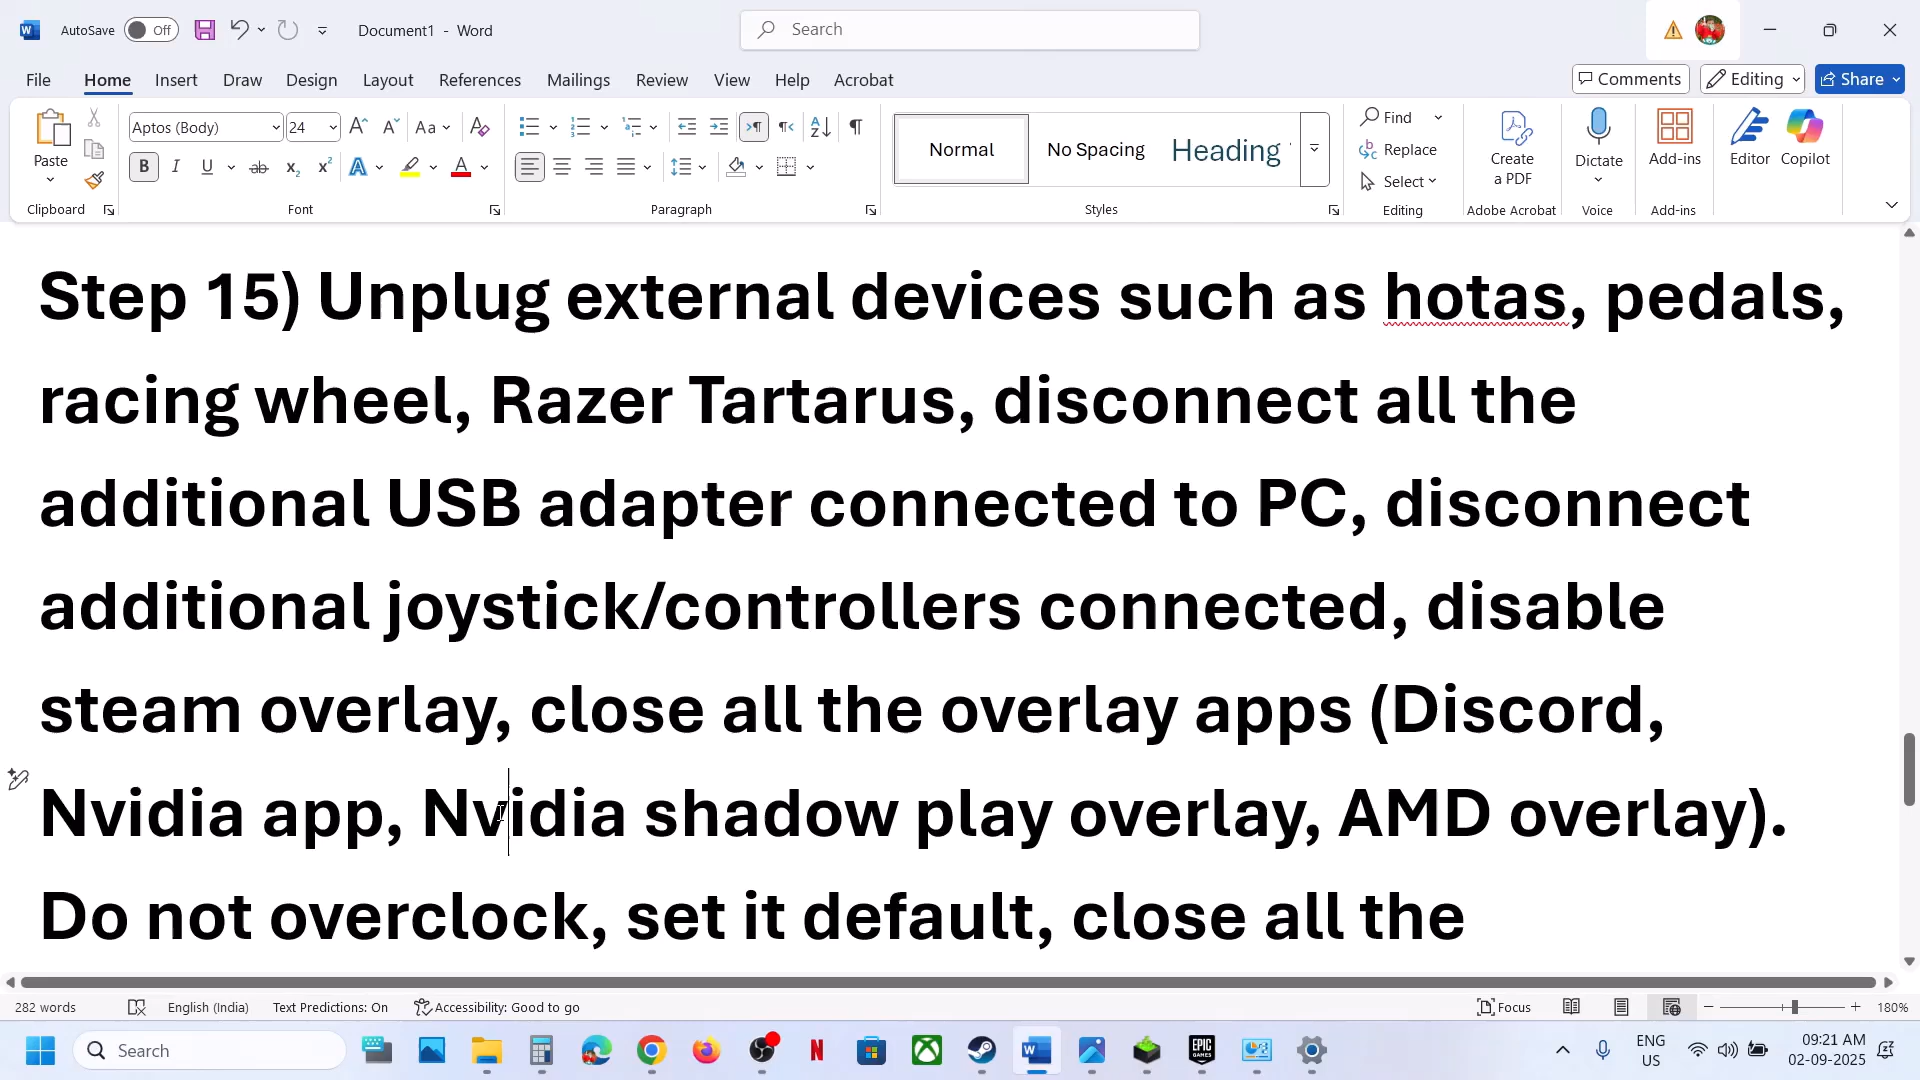 AutoSave Off Document1 - Word Search
File Home Insert Draw Design Layout References Mailings Review View Help Acrobat Comments Editing Share
Paste Aptos (Body) 24 Normal No Spacing Heading Find Replace Select Create a PDF Dictate Add-ins Editor Copilot
Clipboard Font Paragraph Styles Editing Adobe Acrobat Voice Add-ins
Step 15) Unplug external devices such as hotas, pedals,
racing wheel, Razer Tartarus, disconnect all the
additional USB adapter connected to PC, disconnect
additional joystick/controllers connected, disable
steam overlay, close all the overlay apps (Discord,
Nvidia app, Nvidia shadow play overlay, AMD overlay).
Do not overclock, set it default, close all the
282 words English (India) Text Predictions: On Accessibility: Good to go Focus 180%
Search ENG US 09:21 AM 02-09-2025